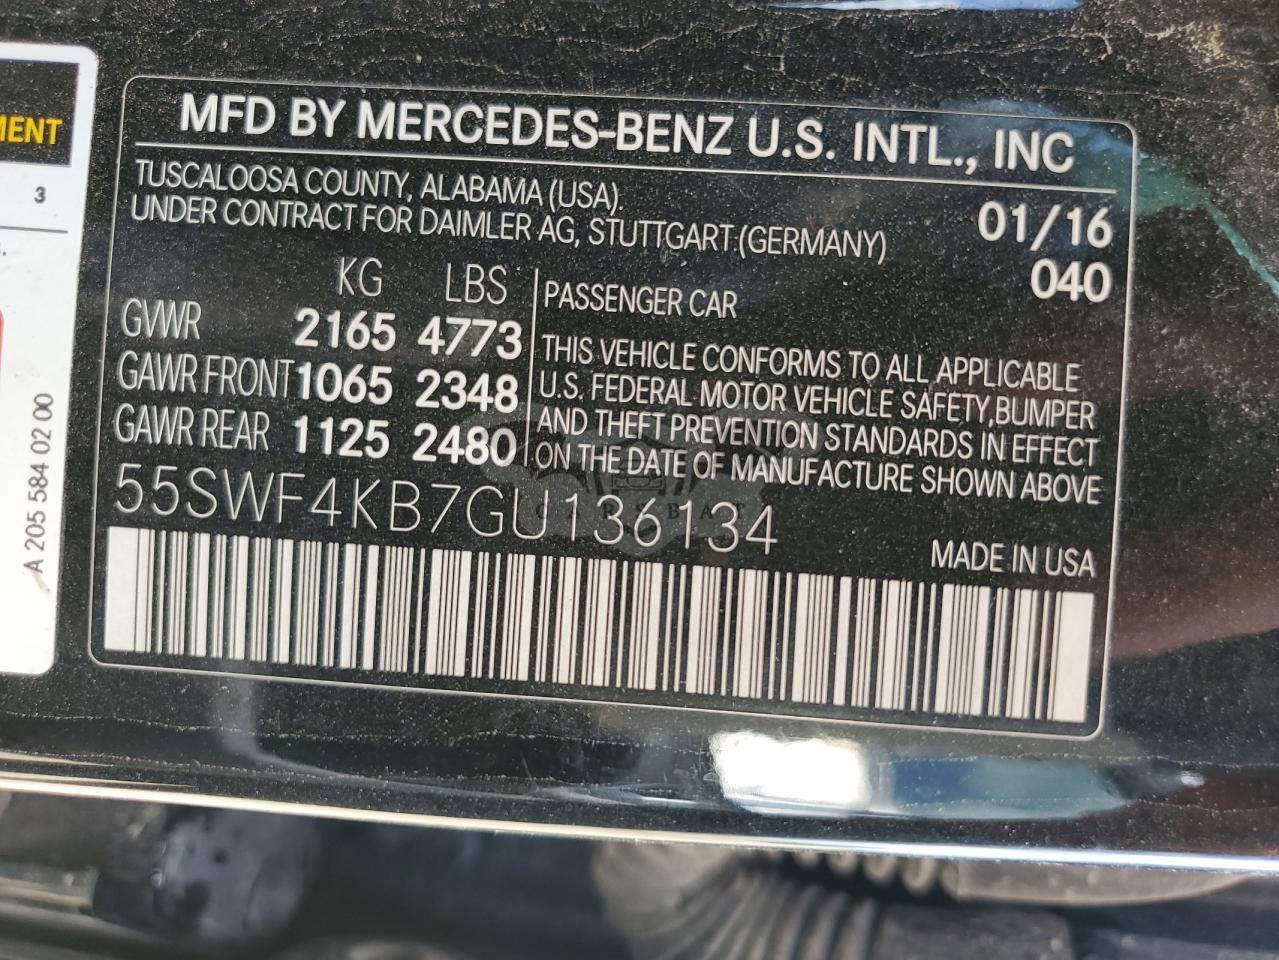 MFD BY MERCEDES-BENZ U.S. INTL., INC
TUSCALOOSA COUNTY, ALABAMA (USA).
UNDER CONTRACT FOR DAIMLER AG, STUTTGART (GERMANY)
01/16
040
KG LBS
GVWR 2165 4773
GAWR FRONT 1065 2348
GAWR REAR 1125 2480
PASSENGER CAR
THIS VEHICLE CONFORMS TO ALL APPLICABLE
U.S. FEDERAL MOTOR VEHICLE SAFETY, BUMPER
AND THEFT PREVENTION STANDARDS IN EFFECT
ON THE DATE OF MANUFACTURE SHOWN ABOVE
55SWF4KB7GU136134
MADE IN USA
3
A 205 584 02 00